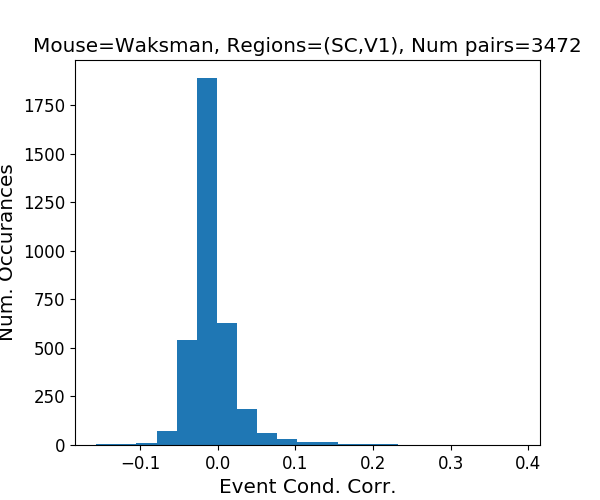 Mouse=Waksman, Regions=(SC,V1), Num pairs=3472
Num. Occurances
1750
1500
1250
1000
750
500
250
0
−0.1 0.0 0.1 0.2 0.3 0.4
Event Cond. Corr.